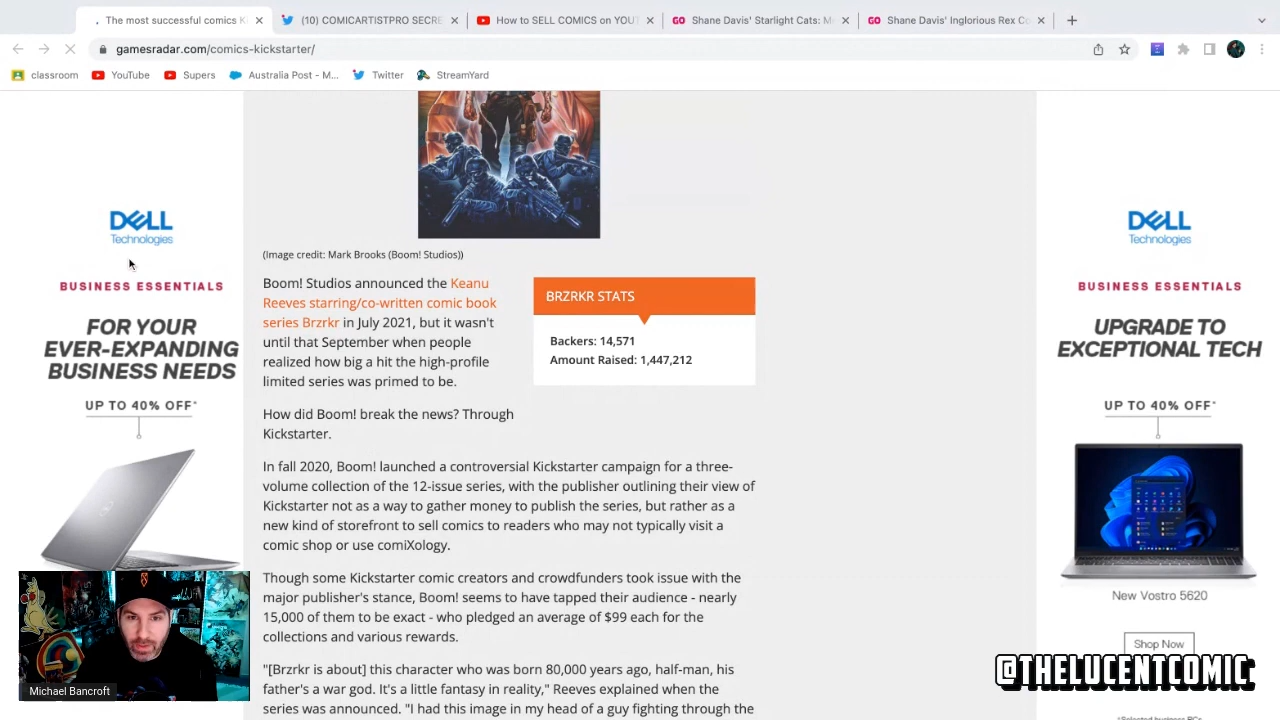 The most successful comics K
(10) COMICARTISTPRO SECRE
How to SELL COMICS on YOUT
GO Shane Davis' Starlight Cats: M
GO Shane Davis' Inglorious Rex Co
gamesradar.com/comics-kickstarter/
classroom YouTube Supers Australia Post - M... Twitter StreamYard
DELL
Technologies
BUSINESS ESSENTIALS
FOR YOUR
EVER-EXPANDING
BUSINESS NEEDS
UP TO 40% OFF*
(Image credit: Mark Brooks (Boom! Studios))
Boom! Studios announced the Keanu
Reeves starring/co-written comic book
series Brzrkr in July 2021, but it wasn't
until that September when people
realized how big a hit the high-profile
limited series was primed to be.
BRZRKR STATS
Backers: 14,571
Amount Raised: 1,447,212
How did Boom! break the news? Through
Kickstarter.
In fall 2020, Boom! launched a controversial Kickstarter campaign for a three-
volume collection of the 12-issue series, with the publisher outlining their view of
Kickstarter not as a way to gather money to publish the series, but rather as a
new kind of storefront to sell comics to readers who may not typically visit a
comic shop or use comiXology.
Though some Kickstarter comic creators and crowdfunders took issue with the
major publisher's stance, Boom! seems to have tapped their audience - nearly
15,000 of them to be exact - who pledged an average of $99 each for the
collections and various rewards.
"[Brzrkr is about] this character who was born 80,000 years ago, half-man, his
father's a war god. It's a little fantasy in reality," Reeves explained when the
series was announced. "I had this image in my head of a guy fighting through the
DELL
Technologies
BUSINESS ESSENTIALS
UPGRADE TO
EXCEPTIONAL TECH
UP TO 40% OFF*
New Vostro 5620
Shop Now
*Selected business PCs
Michael Bancroft
@THELUCENTCOMIC